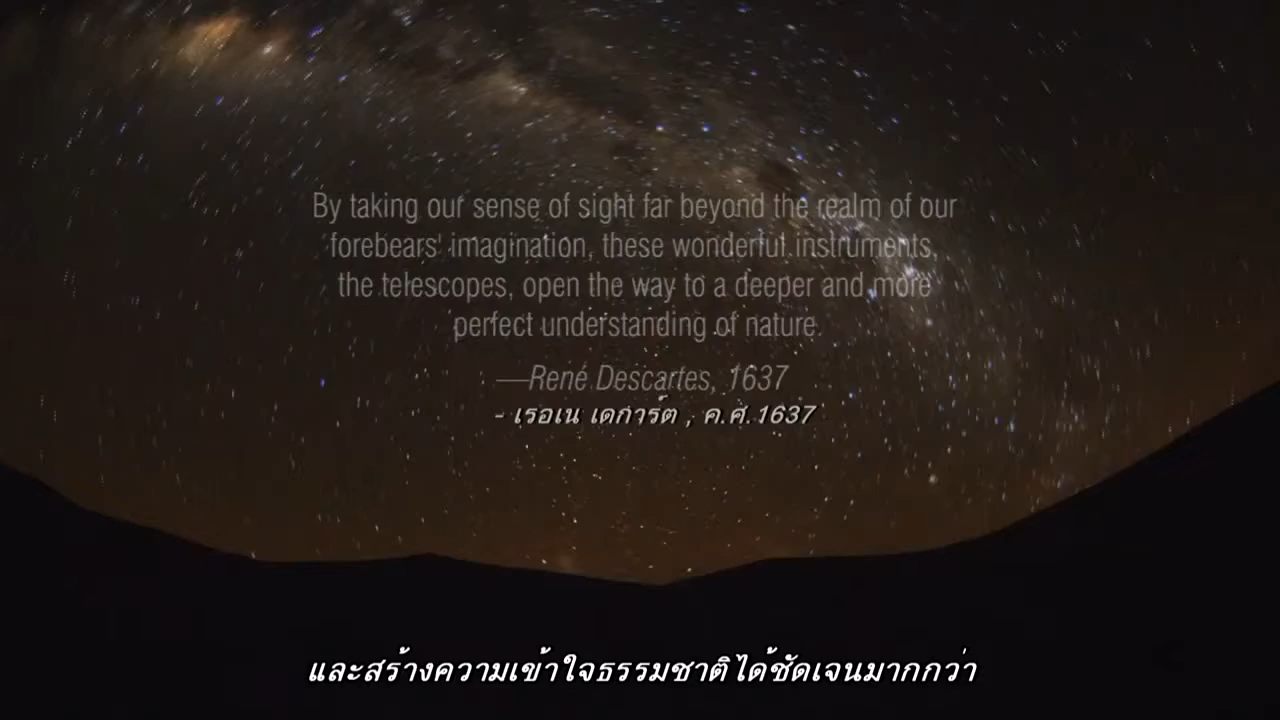 By taking our sense of sight far beyond the realm of our
forebears' imagination, these wonderful instruments,
the telescopes, open the way to a deeper and more
perfect understanding of nature.
—René Descartes, 1637
- เรอเน เดการ์ต , ค.ศ.1637
และสร้างความเข้าใจธรรมชาติได้ชัดเจนมากกว่า